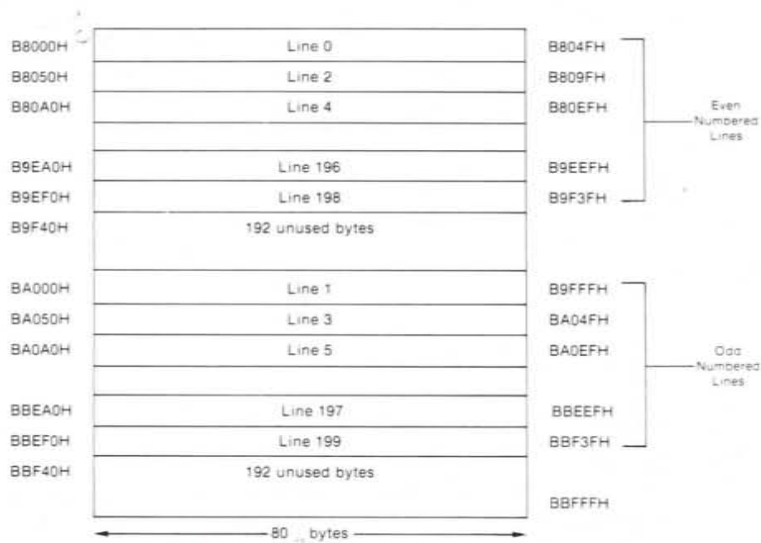 B8000H Line 0 B804FH
B8050H Line 2 B809FH
B80A0H Line 4 B80EFH
Even
Numbered
Lines
B9EA0H Line 196 B9EEFH
B9EF0H Line 198 B9F3FH
B9F40H 192 unused bytes
BA000H Line 1 B9FFFH
BA050H Line 3 BA04FH
BA0A0H Line 5 BA0EFH
Odd
Numbered
Lines
BBEA0H Line 197 BBEEFH
BBEF0H Line 199 BBF3FH
BBF40H 192 unused bytes
BBFFFH
80 bytes